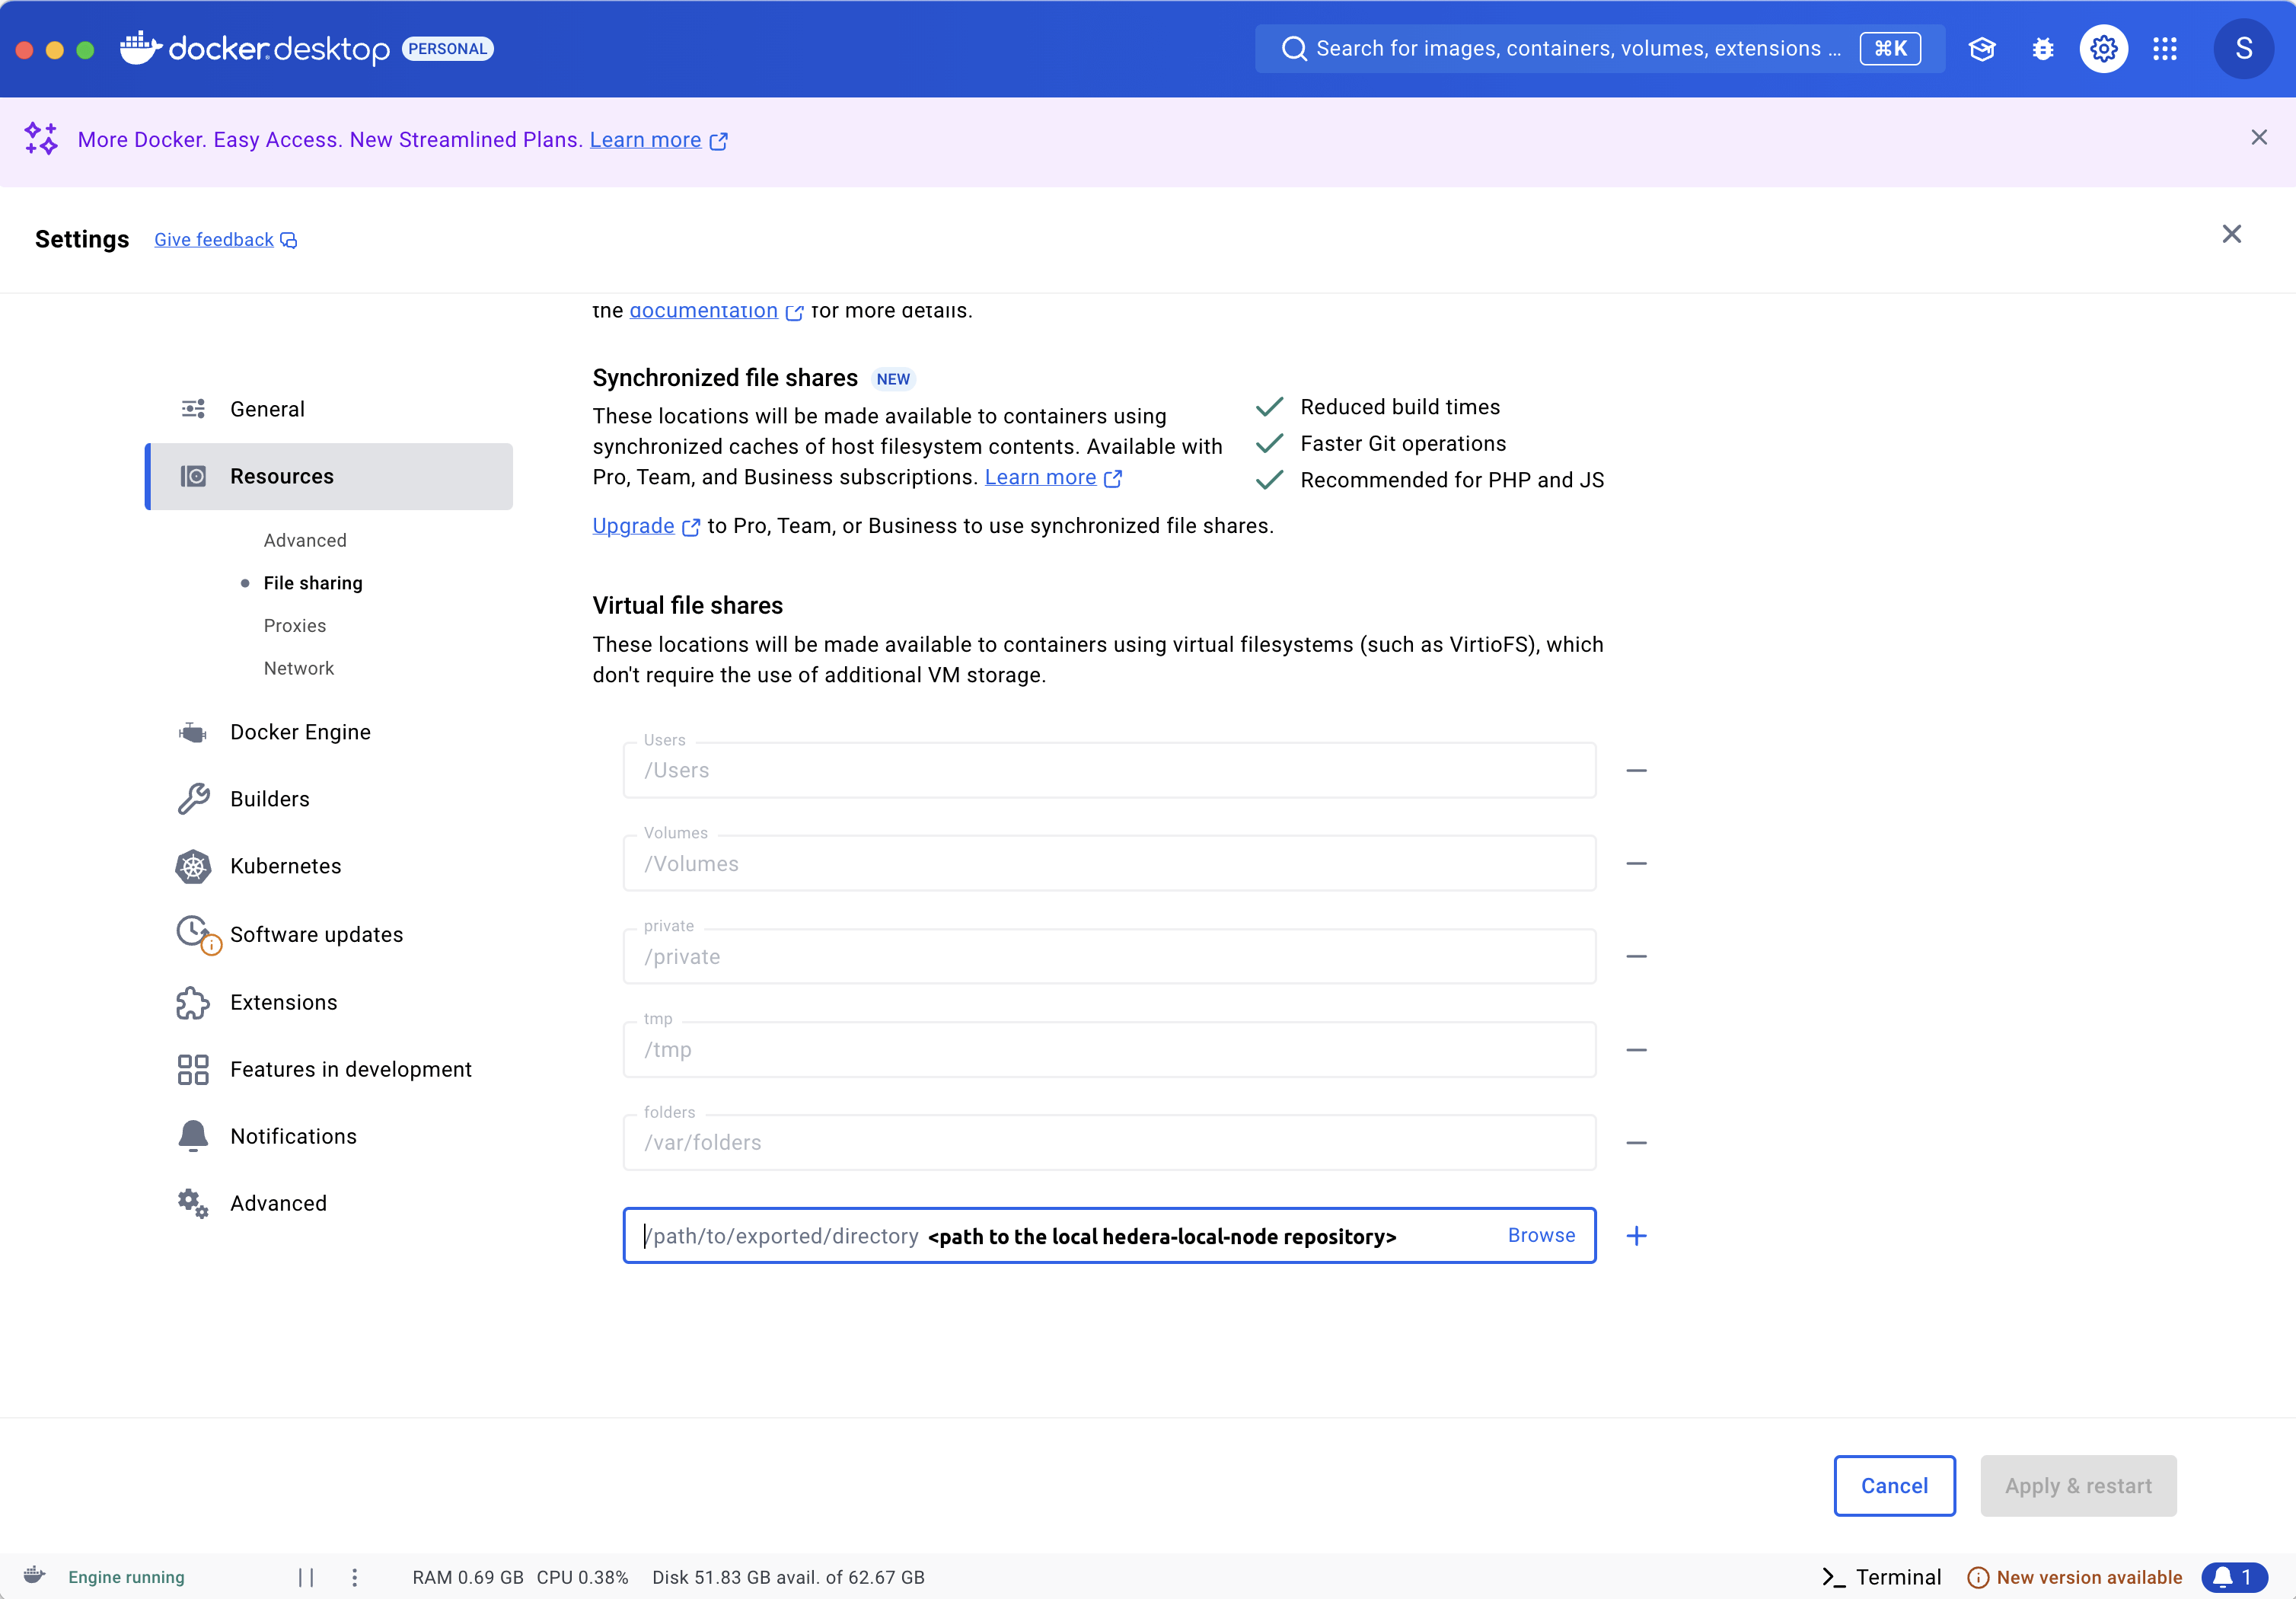 docker.desktop PERSONAL
Search for images, containers, volumes, extensions ... ⌘K
S
More Docker. Easy Access. New Streamlined Plans. Learn more
Settings Give feedback
the documentation for more details.
General
Resources
Advanced
File sharing
Proxies
Network
Docker Engine
Builders
Kubernetes
Software updates
Extensions
Features in development
Notifications
Advanced
Synchronized file shares NEW
These locations will be made available to containers using
synchronized caches of host filesystem contents. Available with
Pro, Team, and Business subscriptions. Learn more
Reduced build times
Faster Git operations
Recommended for PHP and JS
Upgrade to Pro, Team, or Business to use synchronized file shares.
Virtual file shares
These locations will be made available to containers using virtual filesystems (such as VirtioFS), which
don't require the use of additional VM storage.
Users
/Users
Volumes
/Volumes
private
/private
tmp
/tmp
folders
/var/folders
/path/to/exported/directory <path to the local hedera-local-node repository> Browse
Cancel Apply & restart
Engine running RAM 0.69 GB CPU 0.38% Disk 51.83 GB avail. of 62.67 GB Terminal New version available 1